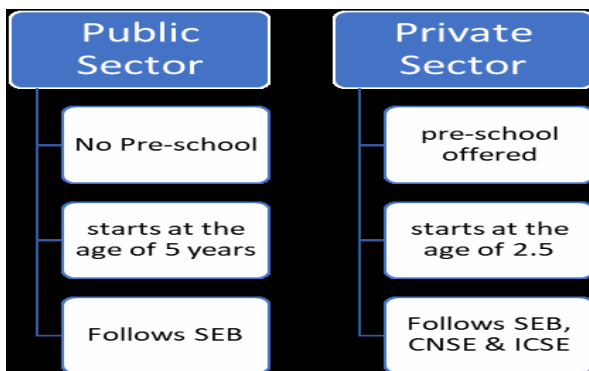 Public
Sector
No Pre-school
starts at the
age of 5 years
Follows SEB
Private
Sector
pre-school
offered
starts at the
age of 2.5
Follows SEB,
CNSE & ICSE